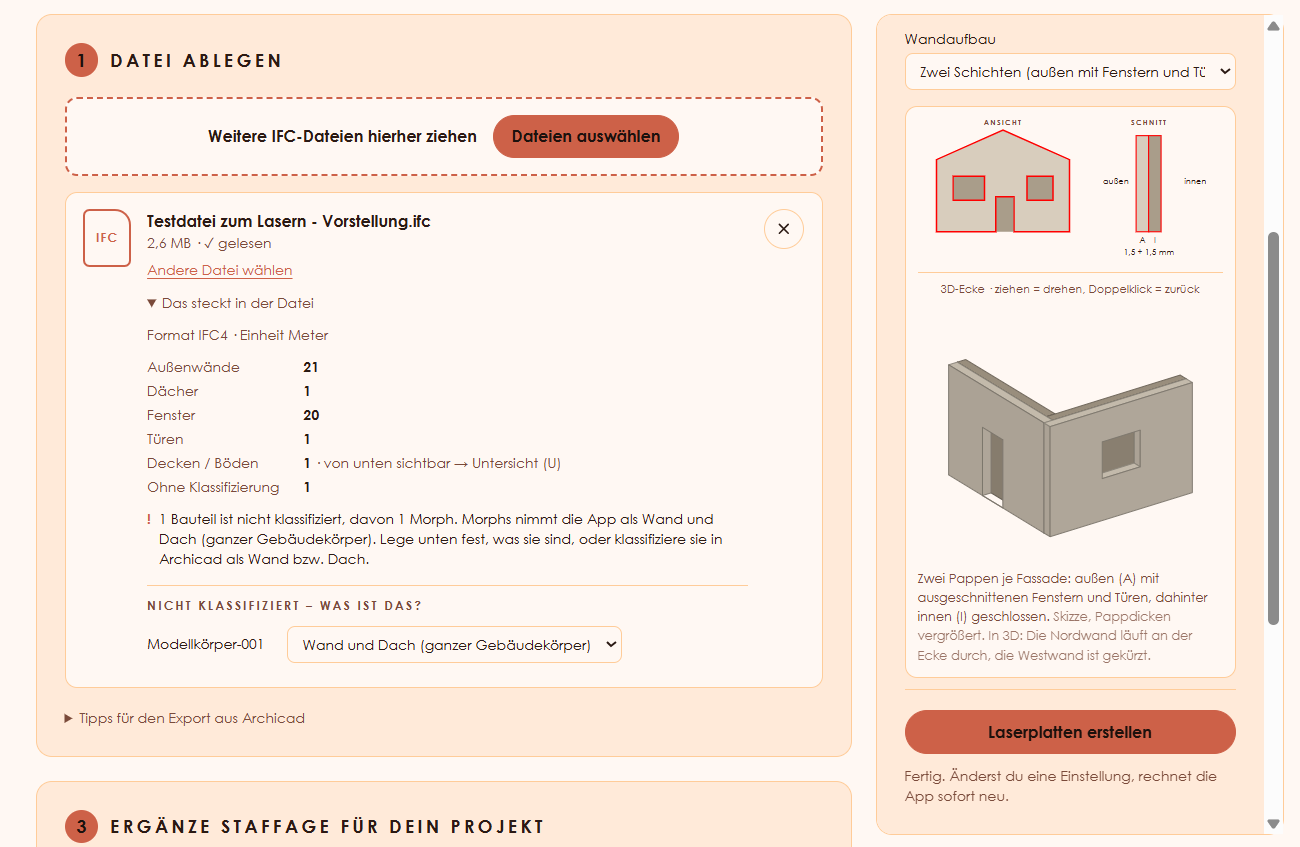 1 DATEI ABLEGEN
Weitere IFC-Dateien hierher ziehen Dateien auswählen
IFC
Testdatei zum Lasern - Vorstellung.ifc
2,6 MB · ✓ gelesen
Andere Datei wählen
▼ Das steckt in der Datei
Format IFC4 · Einheit Meter
Außenwände 21
Dächer 1
Fenster 20
Türen 1
Decken / Böden 1 · von unten sichtbar → Untersicht (U)
Ohne Klassifizierung 1
! 1 Bauteil ist nicht klassifiziert, davon 1 Morph. Morphs nimmt die App als Wand und
Dach (ganzer Gebäudekörper). Lege unten fest, was sie sind, oder klassifiziere sie in
Archicad als Wand bzw. Dach.
NICHT KLASSIFIZIERT – WAS IST DAS?
Modellkörper-001 Wand und Dach (ganzer Gebäudekörper)
▶ Tipps für den Export aus Archicad
3 ERGÄNZE STAFFAGE FÜR DEIN PROJEKT
Wandaufbau
Zwei Schichten (außen mit Fenstern und Tü
ANSICHT SCHNITT
außen innen
A I
1,5 + 1,5 mm
3D-Ecke · ziehen = drehen, Doppelklick = zurück
Zwei Pappen je Fassade: außen (A) mit
ausgeschnittenen Fenstern und Türen, dahinter
innen (I) geschlossen. Skizze, Pappdicken
vergrößert. In 3D: Die Nordwand läuft an der
Ecke durch, die Westwand ist gekürzt.
Laserplatten erstellen
Fertig. Änderst du eine Einstellung, rechnet die
App sofort neu.